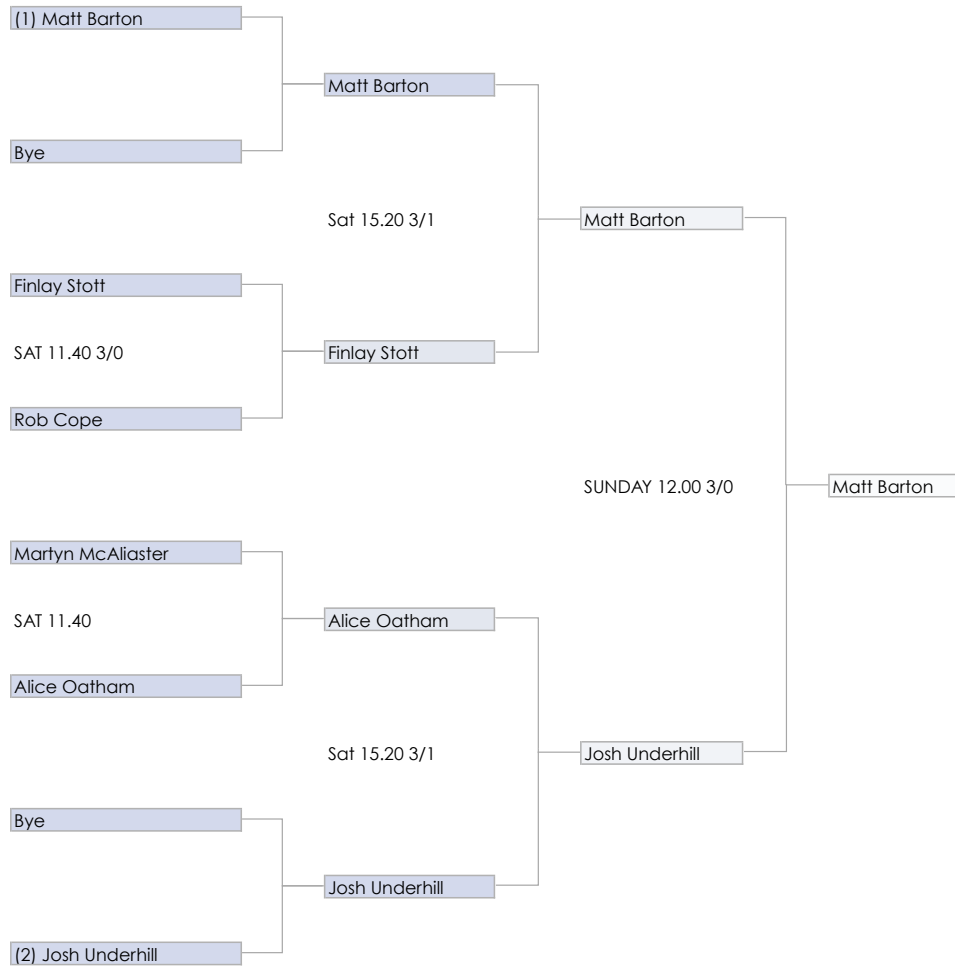 (1) Matt Barton
Matt Barton
Bye
Sat 15.20 3/1
Matt Barton
Finlay Stott
SAT 11.40 3/0
Finlay Stott
Rob Cope
SUNDAY 12.00 3/0
Matt Barton
Martyn McAliaster
SAT 11.40
Alice Oatham
Alice Oatham
Sat 15.20 3/1
Josh Underhill
Bye
Josh Underhill
(2) Josh Underhill